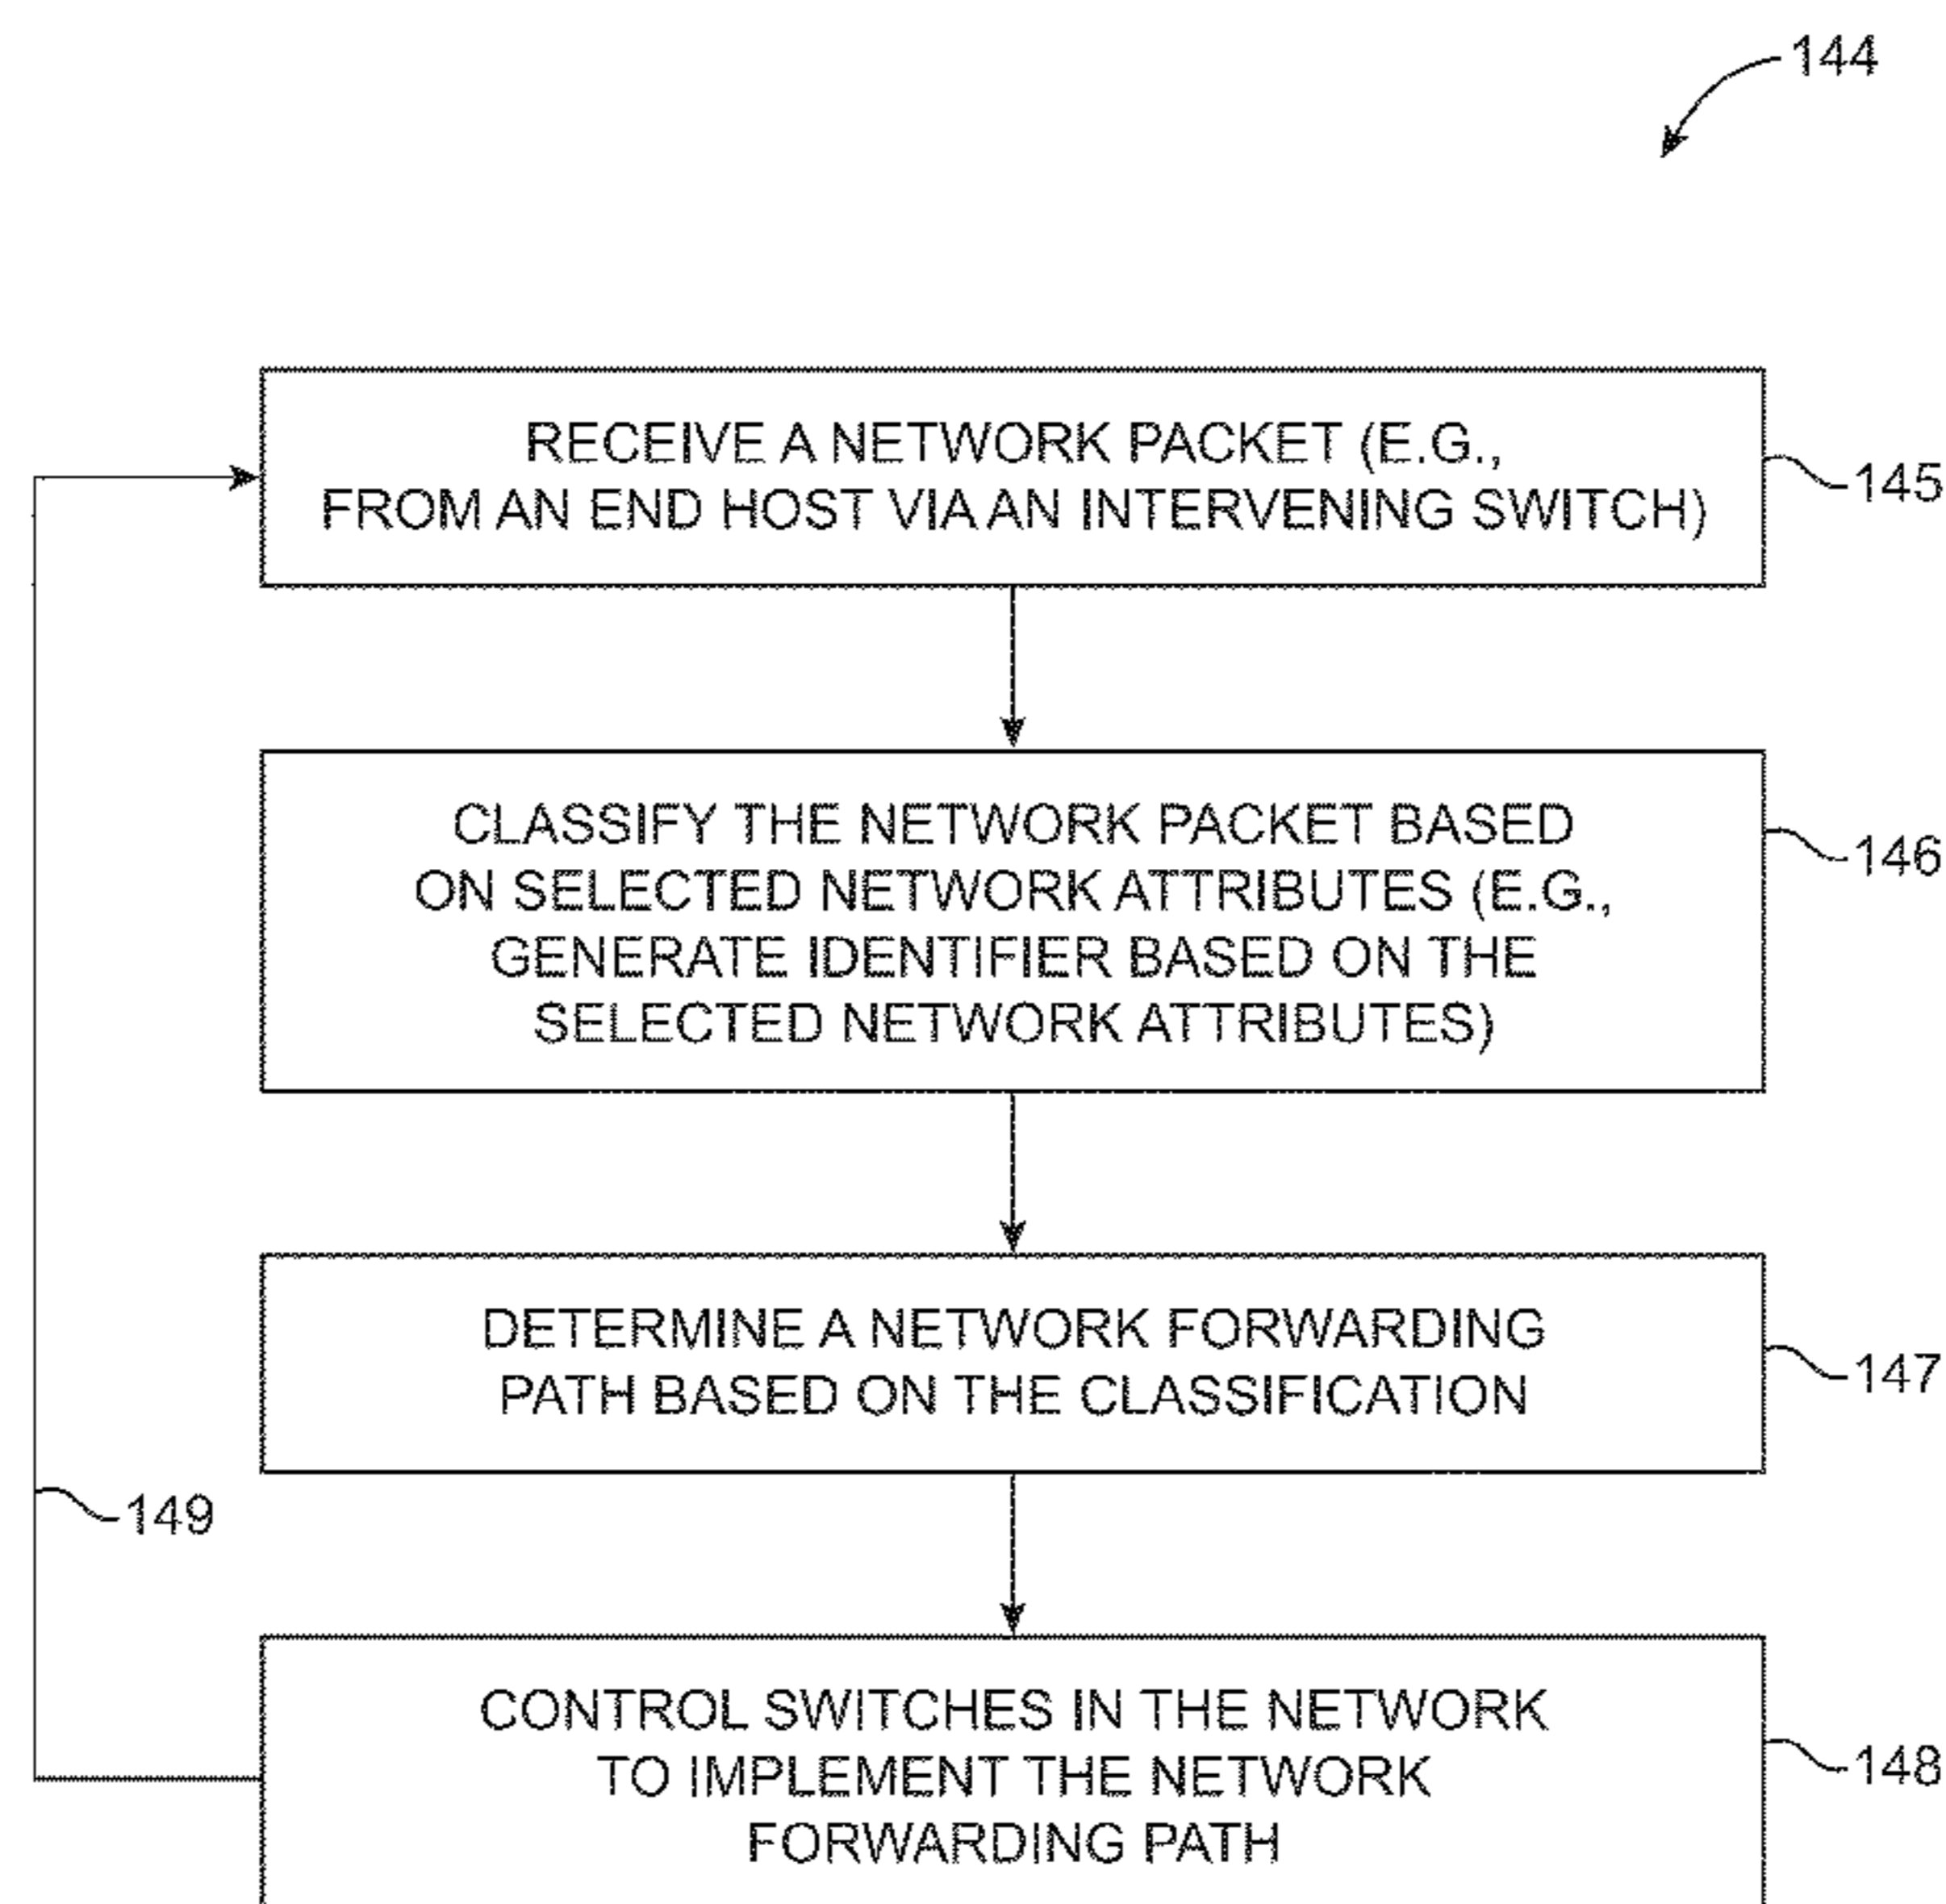 144
RECEIVE A NETWORK PACKET (E.G.,
FROM AN END HOST VIA AN INTERVENING SWITCH)
145
CLASSIFY THE NETWORK PACKET BASED
ON SELECTED NETWORK ATTRIBUTES (E.G.,
GENERATE IDENTIFIER BASED ON THE
SELECTED NETWORK ATTRIBUTES)
146
DETERMINE A NETWORK FORWARDING
PATH BASED ON THE CLASSIFICATION
147
149
CONTROL SWITCHES IN THE NETWORK
TO IMPLEMENT THE NETWORK
FORWARDING PATH
148